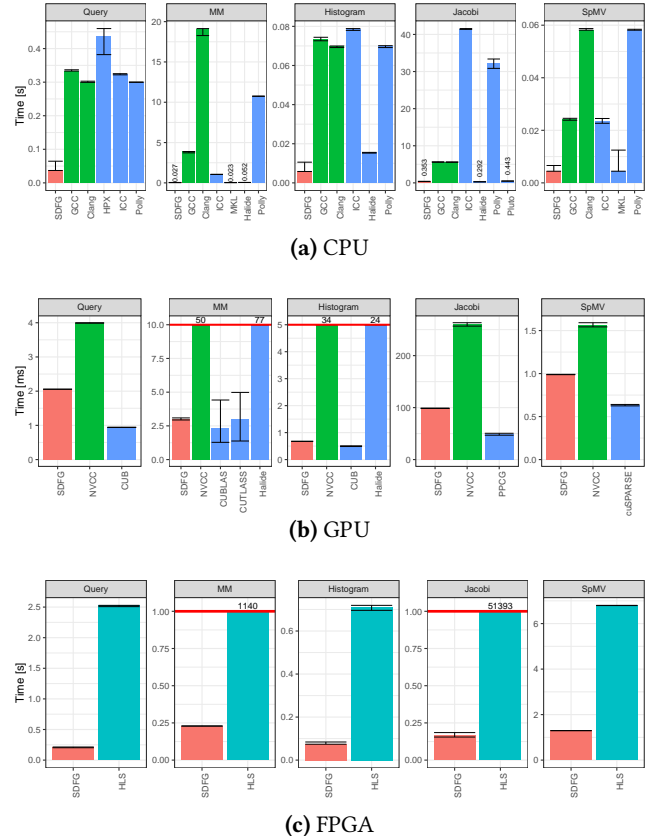 Query MM Histogram Jacobi SpMV
Time [s]
0.4
0.3
0.2
0.1
0.0
SDFG GCC Clang HPX ICC Polly
20
15
10
5
0
0.027 0.023 0.052
SDFG GCC Clang ICC MKL Halide Polly
0.08
0.06
0.04
0.02
0.00
SDFG GCC Clang ICC Halide Polly
40
30
20
10
0
0.353 0.292 0.443
SDFG GCC Clang ICC Halide Polly Pluto
0.06
0.04
0.02
0.00
SDFG GCC Clang ICC MKL Polly
(a) CPU
Query MM Histogram Jacobi SpMV
Time [ms]
4
3
2
1
0
SDFG NVCC CUB
10.0
7.5
5.0
2.5
0.0
50 77
SDFG NVCC CUBLAS CUTLASS Halide
5
4
3
2
1
0
34 24
SDFG NVCC CUB Halide
200
100
0
SDFG NVCC PPCG
1.5
1.0
0.5
0.0
SDFG NVCC cuSPARSE
(b) GPU
Query MM Histogram Jacobi SpMV
Time [s]
2.5
2.0
1.5
1.0
0.5
0.0
SDFG HLS
1.00
0.75
0.50
0.25
0.00
1140
SDFG HLS
0.6
0.4
0.2
0.0
SDFG HLS
1.00
0.75
0.50
0.25
0.00
51393
SDFG HLS
6
4
2
0
SDFG HLS
(c) FPGA